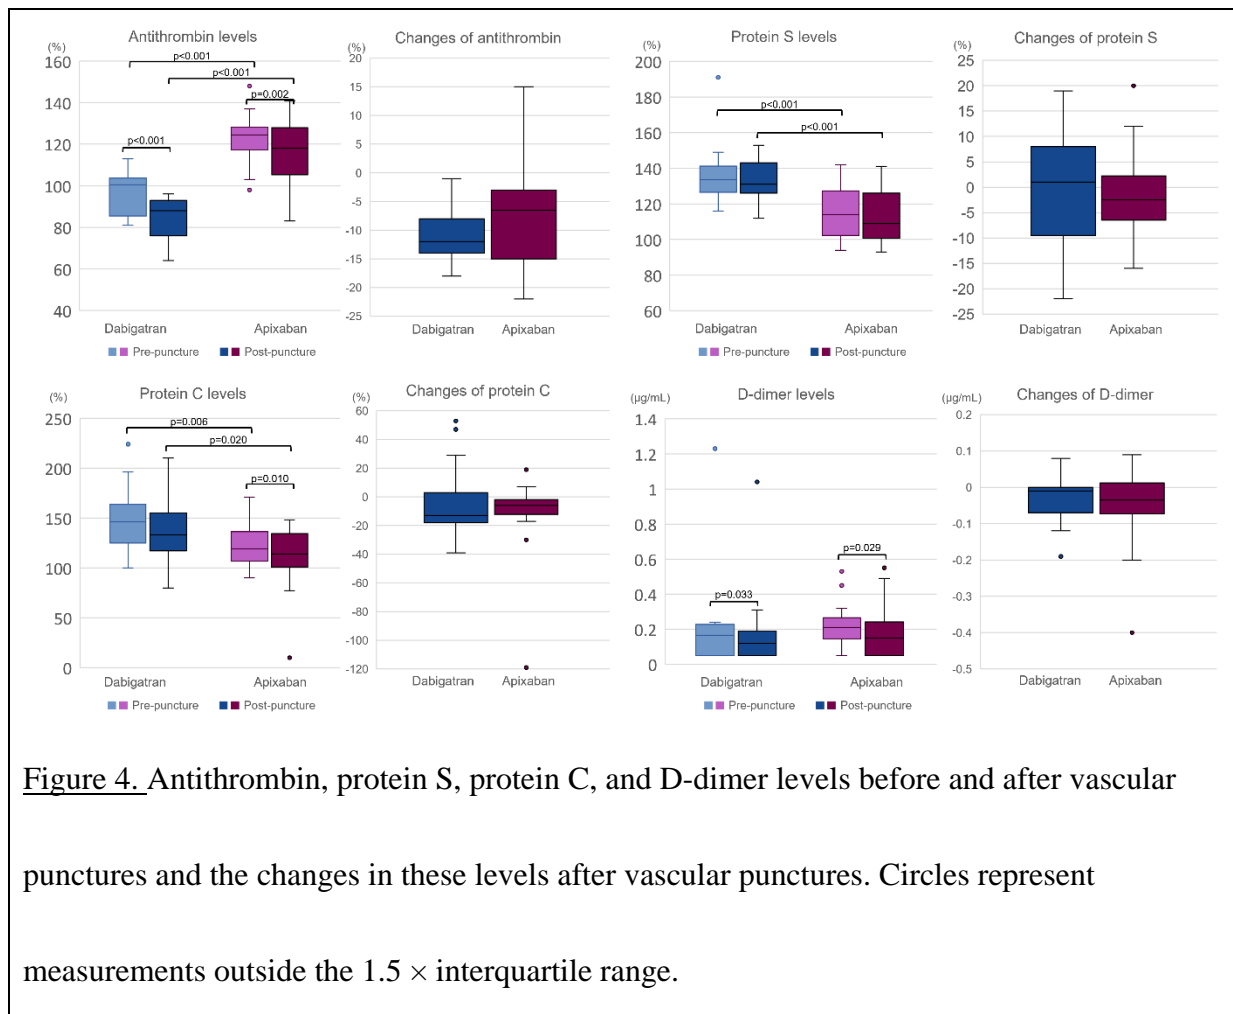 Antithrombin levels
(%)
p<0.001
p<0.001
p=0.002
p<0.001
160
140
120
100
80
60
40
Dabigatran Apixaban
Pre-puncture Post-puncture
Changes of antithrombin
(%)
20
15
10
5
0
-5
-10
-15
-20
-25
Dabigatran Apixaban
Protein S levels
(%)
p<0.001
p<0.001
200
180
160
140
120
100
80
60
Dabigatran Apixaban
Pre-puncture Post-puncture
Changes of protein S
(%)
25
20
15
10
5
0
-5
-10
-15
-20
-25
Dabigatran Apixaban
Protein C levels
(%)
p=0.006
p=0.020
p=0.010
250
200
150
100
50
0
Dabigatran Apixaban
Pre-puncture Post-puncture
Changes of protein C
(%)
60
40
20
0
-20
-40
-60
-80
-100
-120
Dabigatran Apixaban
D-dimer levels
(μg/mL)
p=0.029
p=0.033
1.4
1.2
1
0.8
0.6
0.4
0.2
0
Dabigatran Apixaban
Pre-puncture Post-puncture
Changes of D-dimer
(μg/mL)
0.2
0.1
0
-0.1
-0.2
-0.3
-0.4
-0.5
Dabigatran Apixaban
Figure 4. Antithrombin, protein S, protein C, and D-dimer levels before and after vascular
punctures and the changes in these levels after vascular punctures. Circles represent
measurements outside the 1.5 × interquartile range.